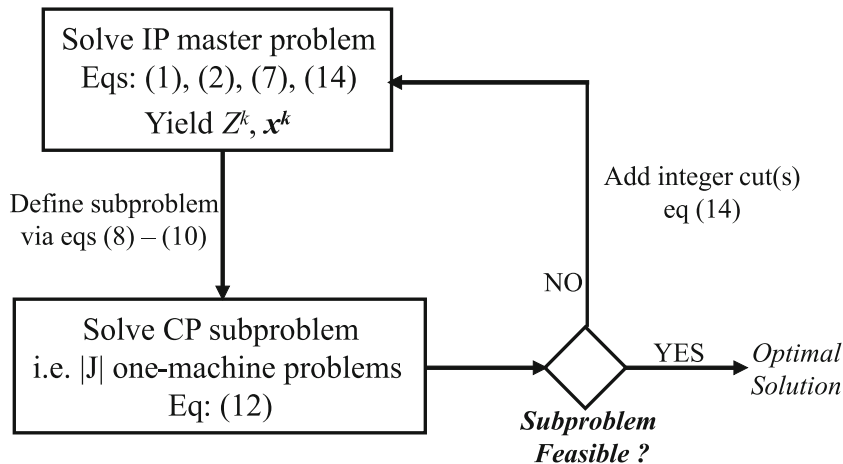 Solve IP master problem
Eqs: (1), (2), (7), (14)
Yield Z^k, x^k
Define subproblem
via eqs (8) – (10)
Add integer cut(s)
eq (14)
Solve CP subproblem
i.e. |J| one-machine problems
Eq: (12)
NO
YES
Optimal
Solution
Subproblem
Feasible ?